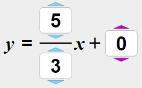 y = 5/3 x + 0